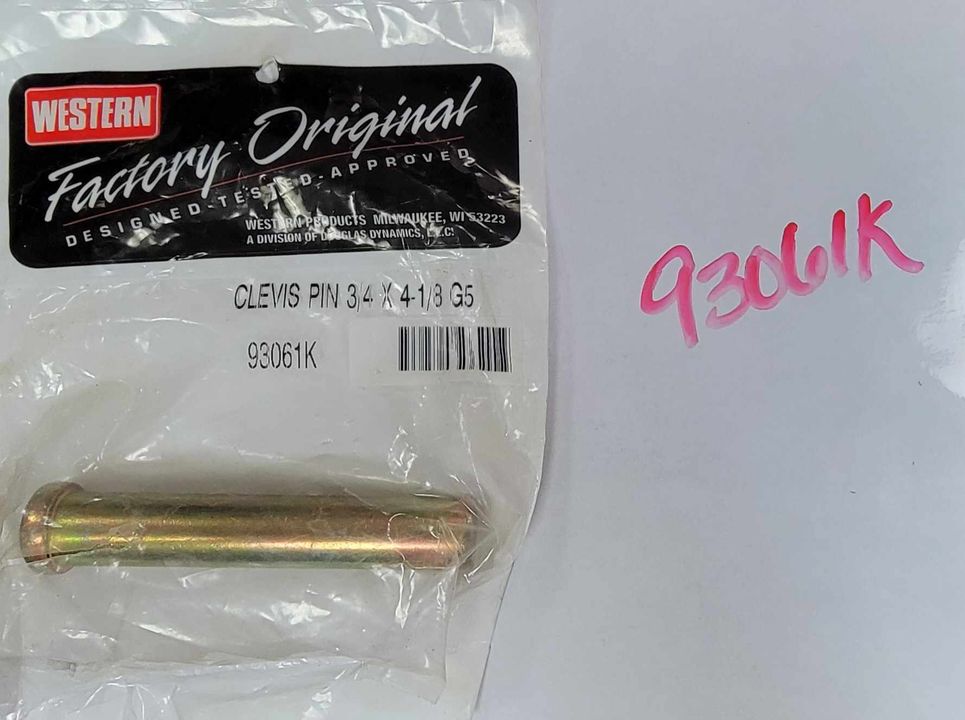 WESTERN
Factory Original
DESIGNED-TESTED-APPROVED
WESTERN PRODUCTS MILWAUKEE, WI 53223
A DIVISION OF DOUGLAS DYNAMICS, L.L.C.
CLEVIS PIN 3/4 X 4-1/8 G5
93061K
93061K